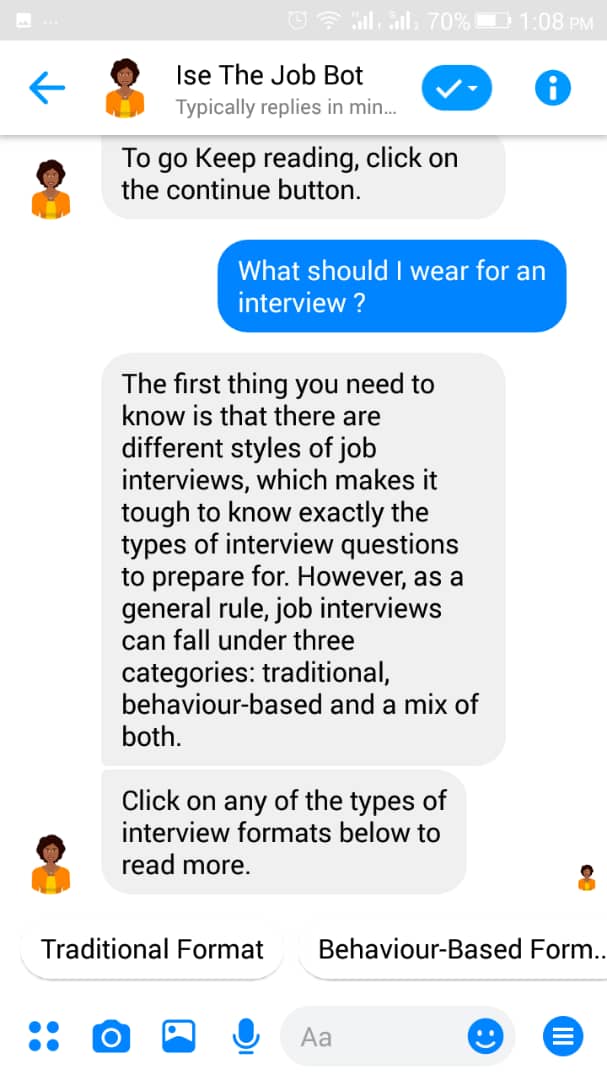 70% 1:08 PM
Ise The Job Bot
Typically replies in min...
To go Keep reading, click on
the continue button.
What should I wear for an
interview ?
The first thing you need to
know is that there are
different styles of job
interviews, which makes it
tough to know exactly the
types of interview questions
to prepare for. However, as a
general rule, job interviews
can fall under three
categories: traditional,
behaviour-based and a mix of
both.
Click on any of the types of
interview formats below to
read more.
Traditional Format
Behaviour-Based Form..
Aa